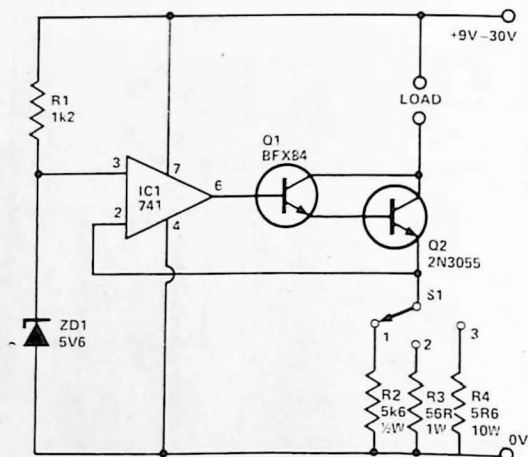 +9V–30V
R1
1k2
LOAD
Q1
BFX84
3
7
IC1
741
6
2
4
Q2
2N3055
S1
1
2
3
ZD1
5V6
R2
5k6
½W
R3
56R
1W
R4
5R6
10W
0V